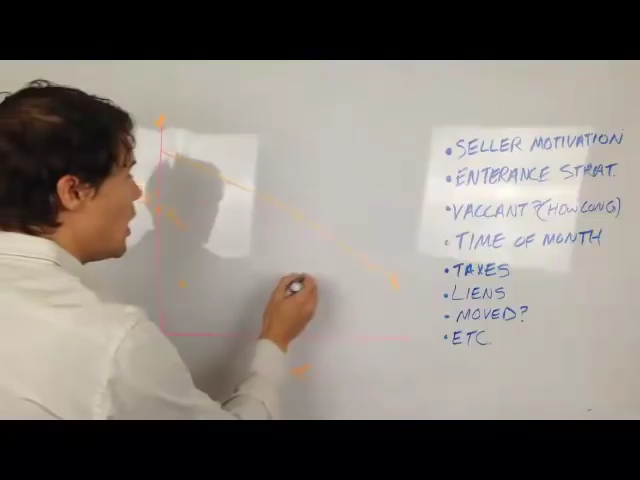 • SELLER MOTIVATION
• ENTERANCE STRAT.
• VACCANT? (HOW LONG)
• TIME OF MONTH
• TAXES
• LIENS
• MOVED?
• ETC.